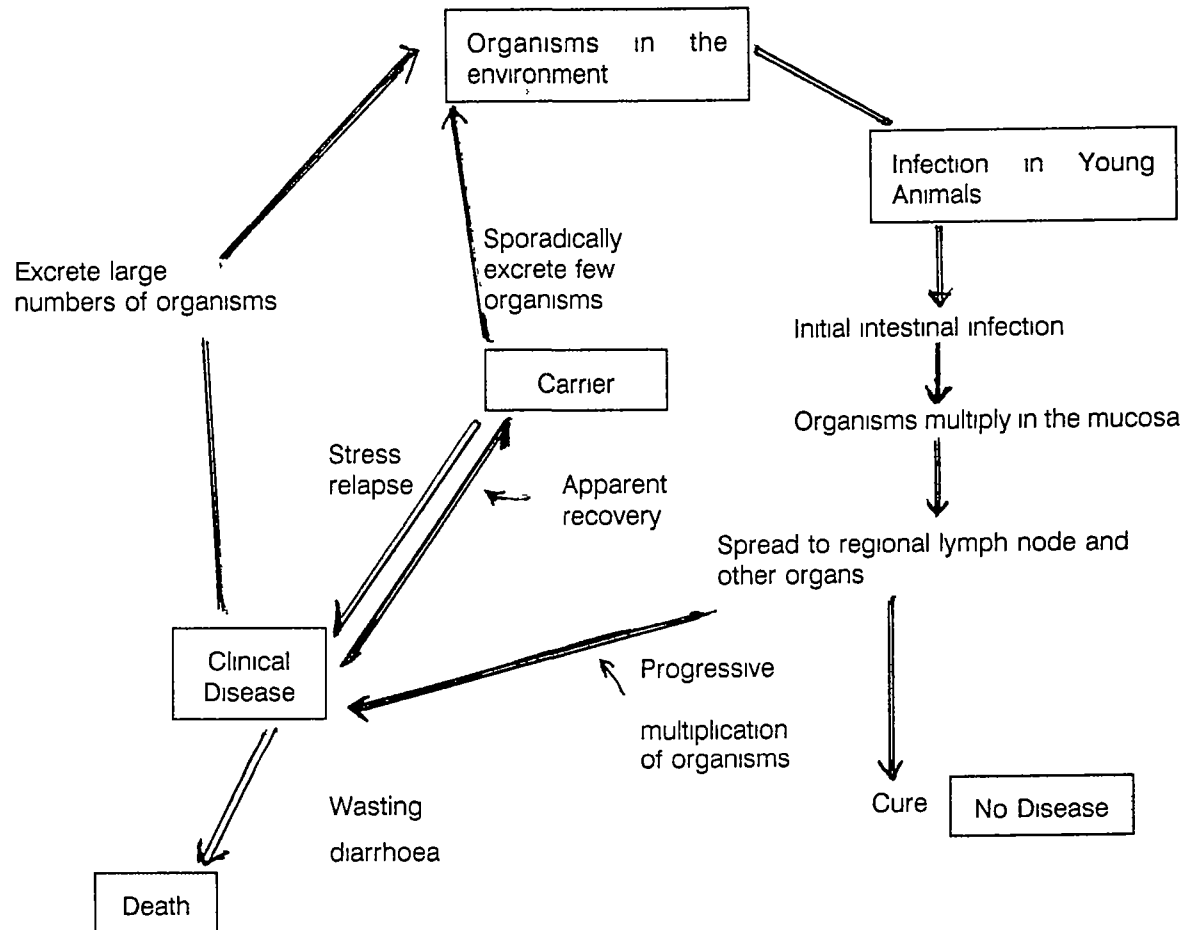 Organisms in the
environment
Infection in Young
Animals
Excrete large
numbers of organisms
Sporadically
excrete few
organisms
Initial intestinal infection
Carrier
Organisms multiply in the mucosa
Stress
relapse
Apparent
recovery
Spread to regional lymph node and
other organs
Clinical
Disease
Progressive
multiplication
of organisms
Wasting
diarrhoea
Cure
No Disease
Death